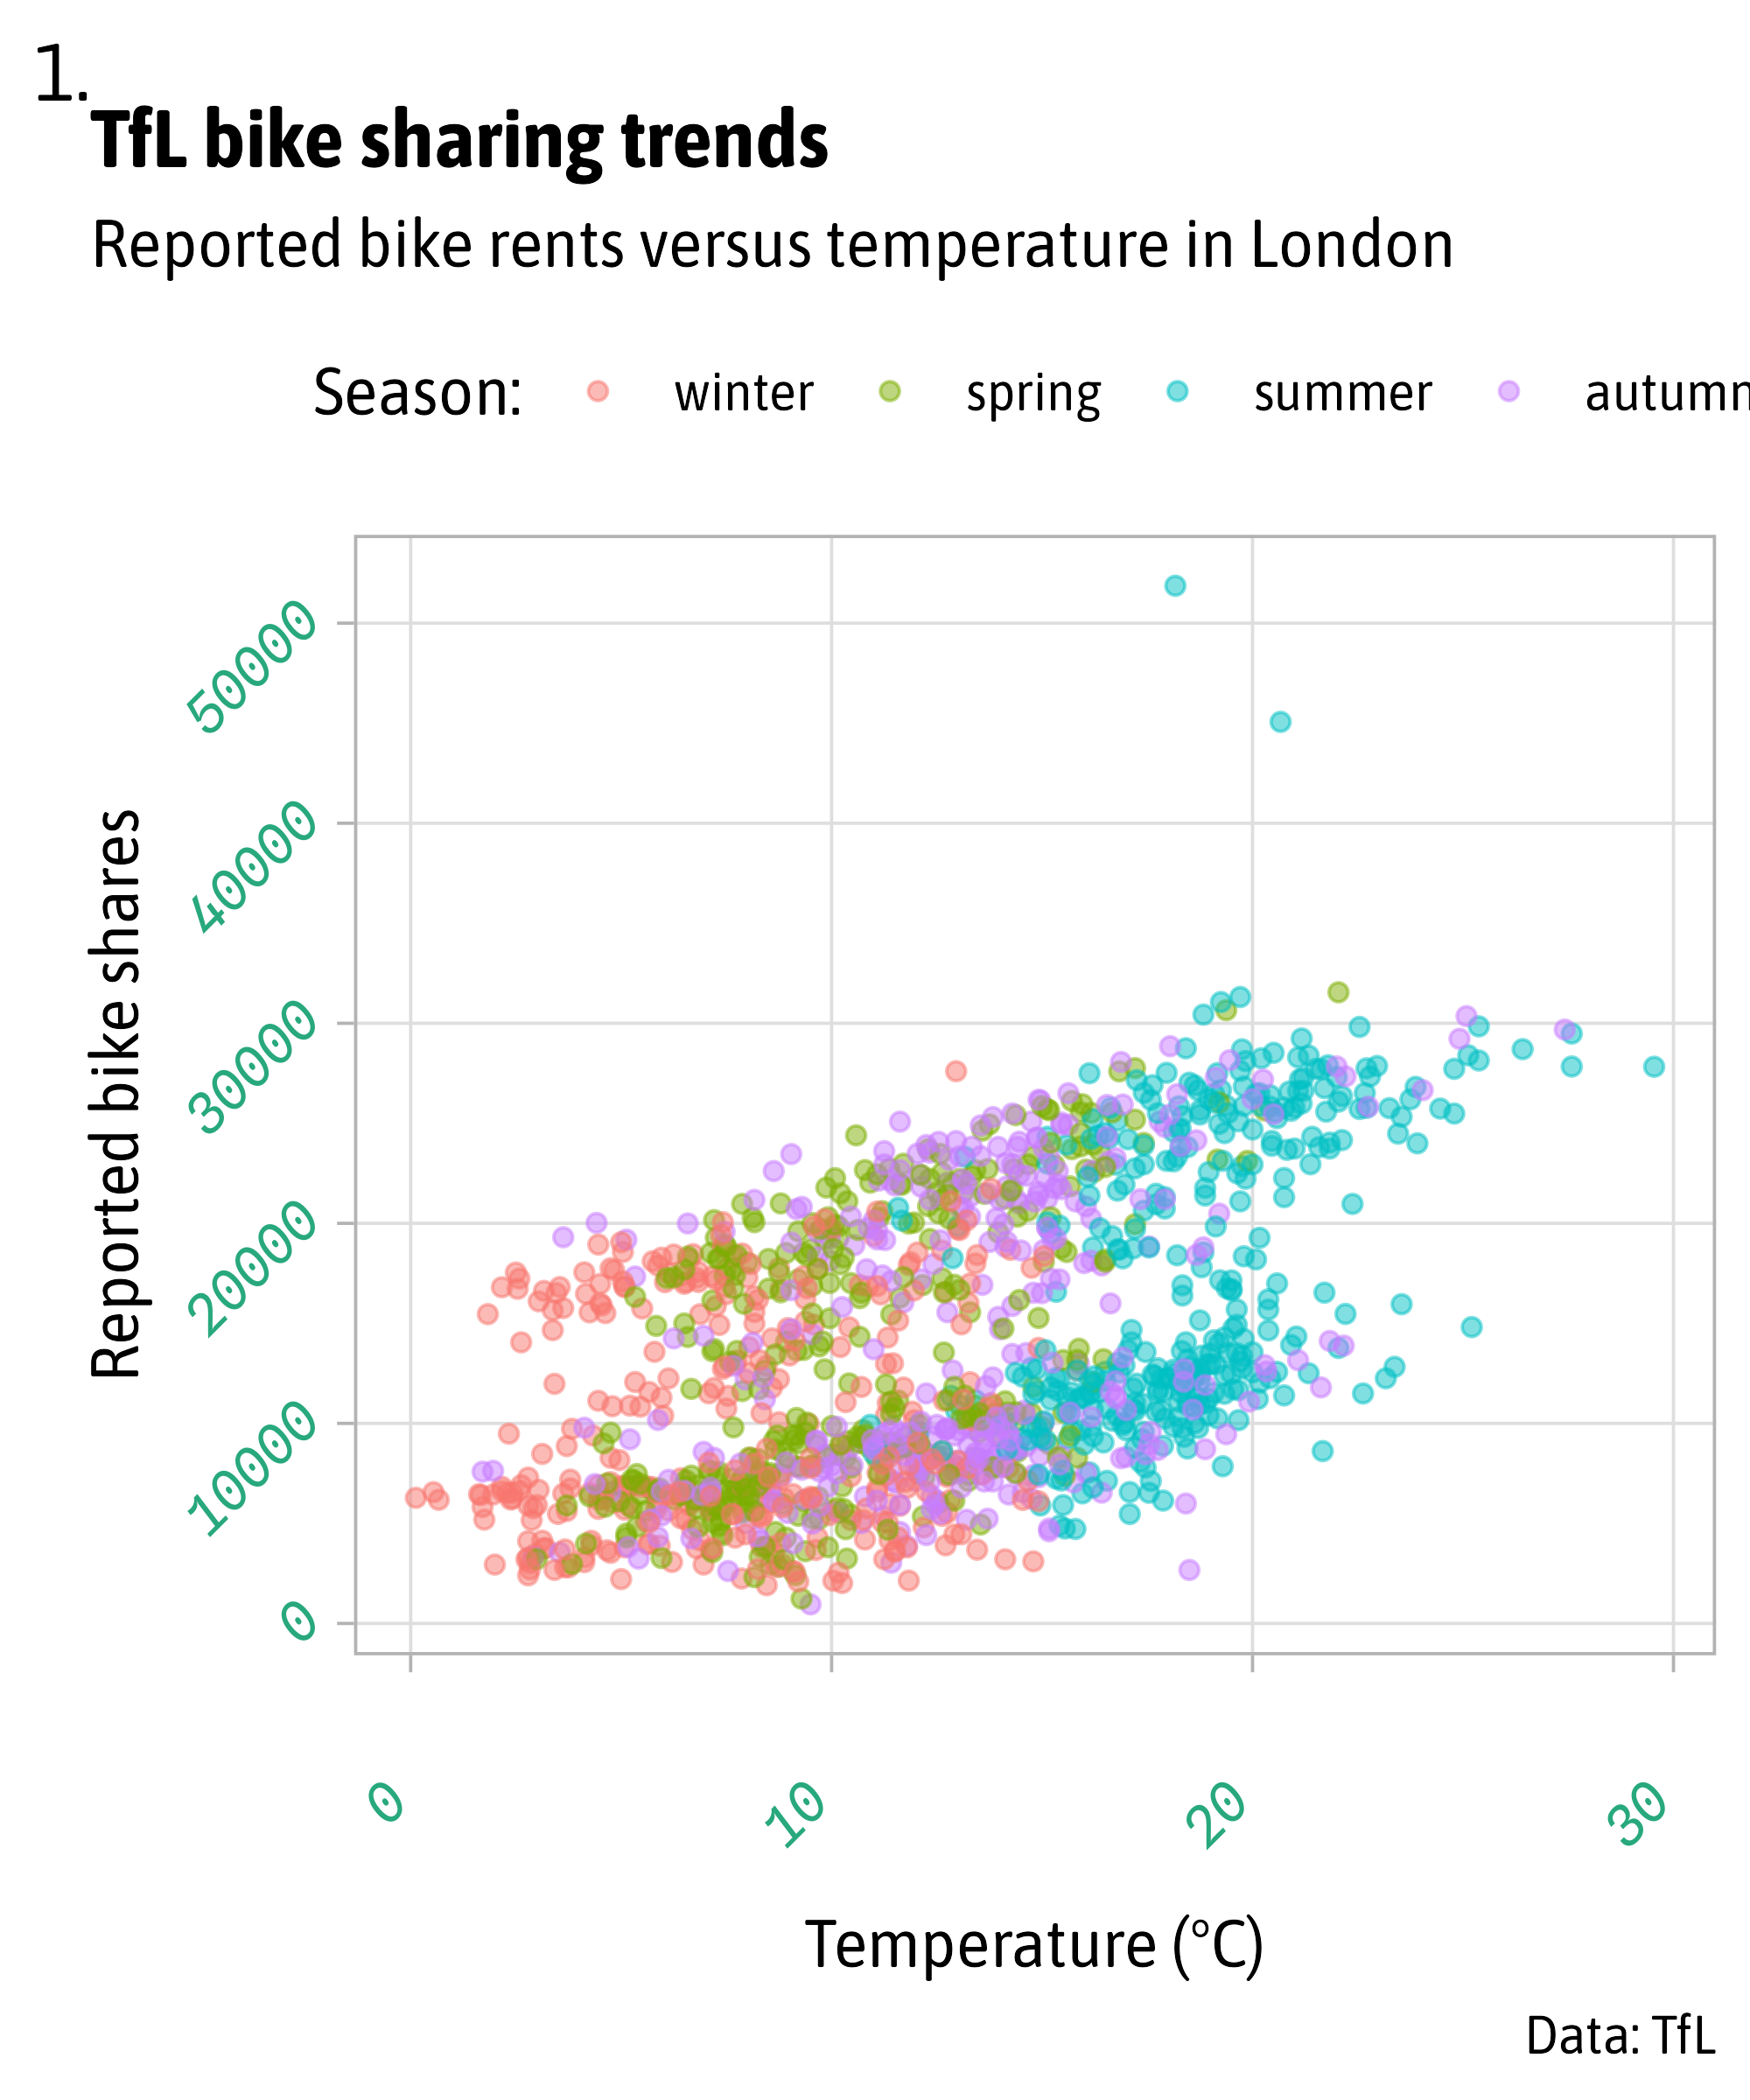 1.
TfL bike sharing trends
Reported bike rents versus temperature in London
Season: winter spring summer autumn
Reported bike shares
50000
40000
30000
20000
10000
0
0 10 20 30
Temperature (°C)
Data: TfL